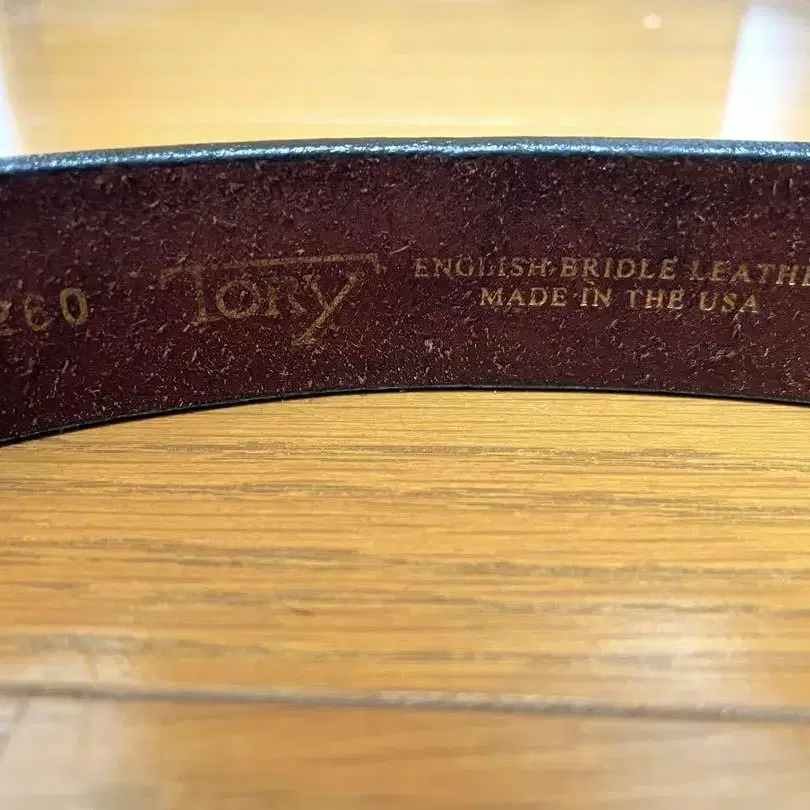 260
TORY
ENGLISH BRIDLE LEATHE
MADE IN THE USA